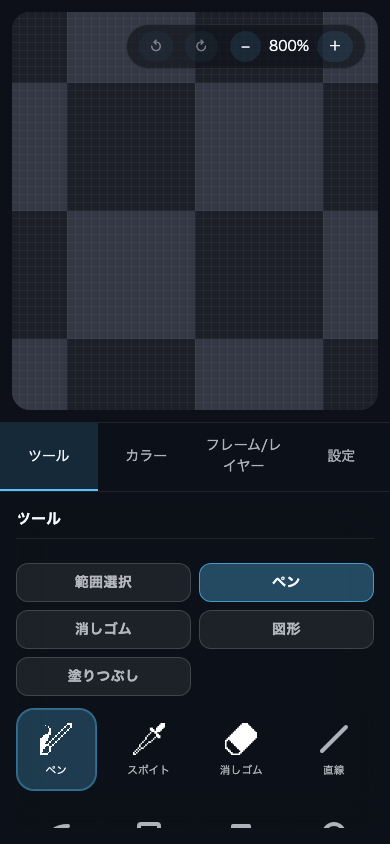 800%
ツール
カラー
フレーム/レ
イヤー
設定
ツール
範囲選択
ペン
消しゴム
図形
塗りつぶし
ペン
スポイト
消しゴム
直線